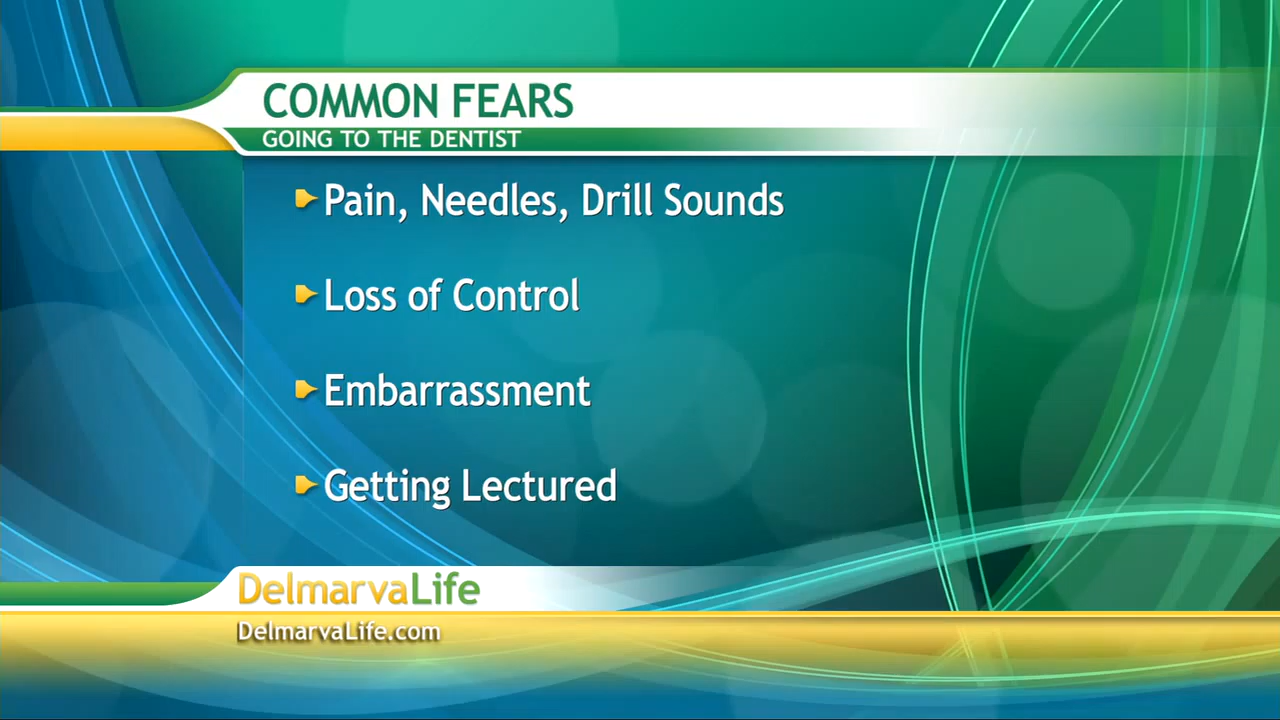 COMMON FEARS
GOING TO THE DENTIST
Pain, Needles, Drill Sounds
Loss of Control
Embarrassment
Getting Lectured
DelmarvaLife
DelmarvaLife.com